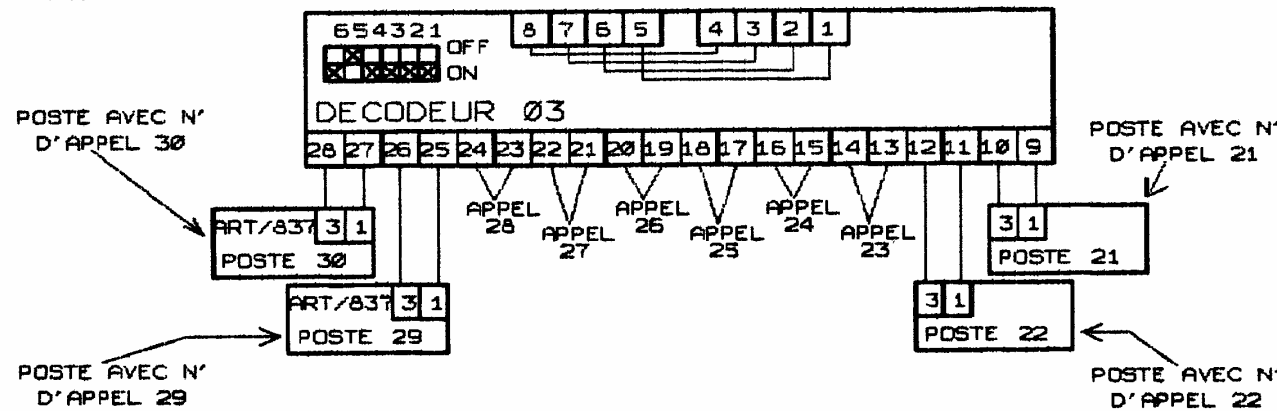 654321
OFF
ON
8 7 6 5 4 3 2 1
DECODEUR Ø3
28 27 26 25 24 23 22 21 20 19 18 17 16 15 14 13 12 11 10 9
POSTE AVEC N'
D'APPEL 30
POSTE AVEC N'
D'APPEL 21
APPEL
28
APPEL
27
APPEL
26
APPEL
25
APPEL
24
APPEL
23
ART/837 3 1
POSTE 30
3 1
POSTE 21
ART/837 3 1
POSTE 29
3 1
POSTE 22
POSTE AVEC N'
D'APPEL 29
POSTE AVEC N'
D'APPEL 22